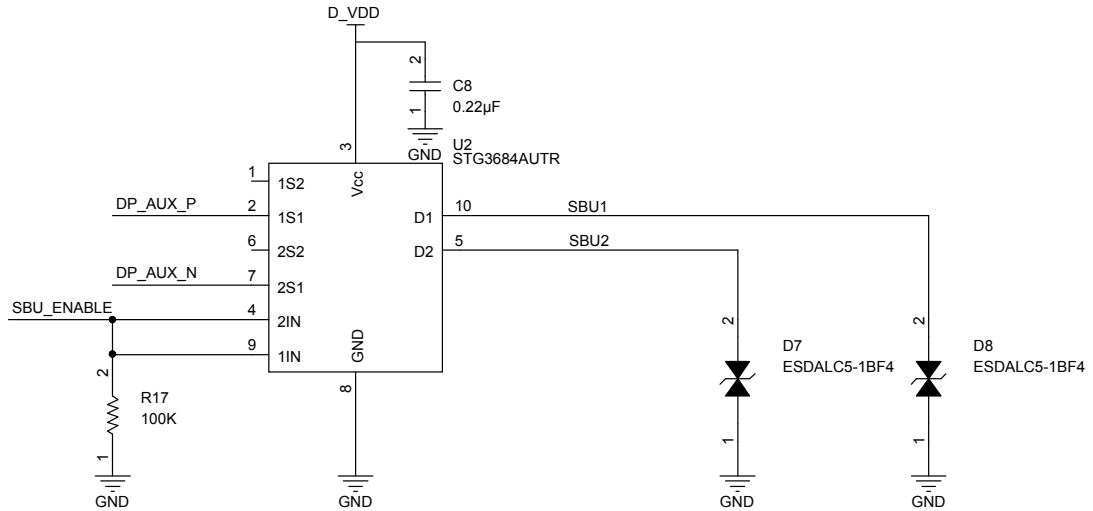 D_VDD
2
C8
0.22µF
1
GND
3
U2
STG3684AUTR
Vcc
1
1S2
DP_AUX_P
2
1S1
D1
10
SBU1
6
2S2
D2
5
SBU2
DP_AUX_N
7
2S1
SBU_ENABLE
4
2IN
9
1IN
GND
8
2
R17
100K
1
2
D7
ESDALC5-1BF4
1
2
D8
ESDALC5-1BF4
1
GND
GND
GND
GND